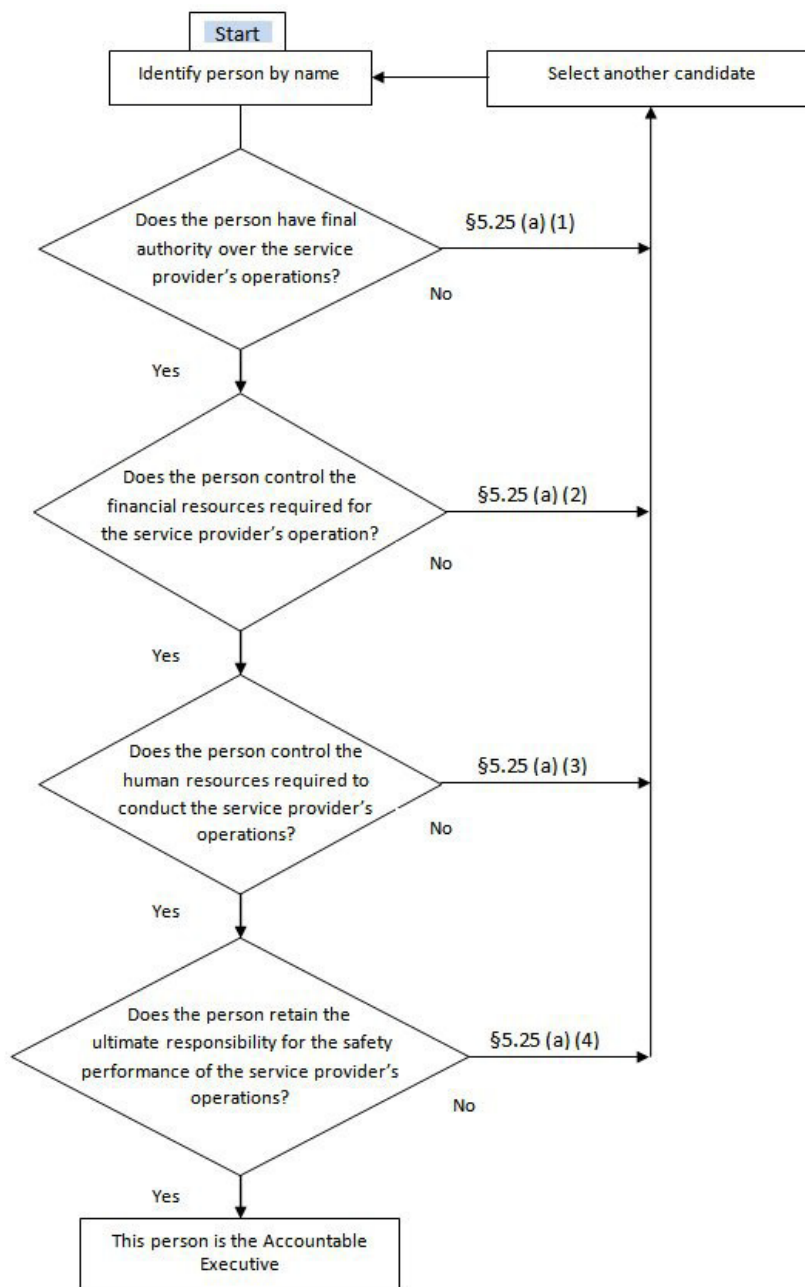 Start
Identify person by name
Select another candidate
Does the person have final
authority over the service
provider’s operations?
§5.25 (a) (1)
No
Yes
Does the person control the
financial resources required for
the service provider’s operation?
§5.25 (a) (2)
No
Yes
Does the person control the
human resources required to
conduct the service provider’s
operations?
§5.25 (a) (3)
No
Yes
Does the person retain the
ultimate responsibility for the safety
performance of the service provider’s
operations?
§5.25 (a) (4)
No
Yes
This person is the Accountable
Executive